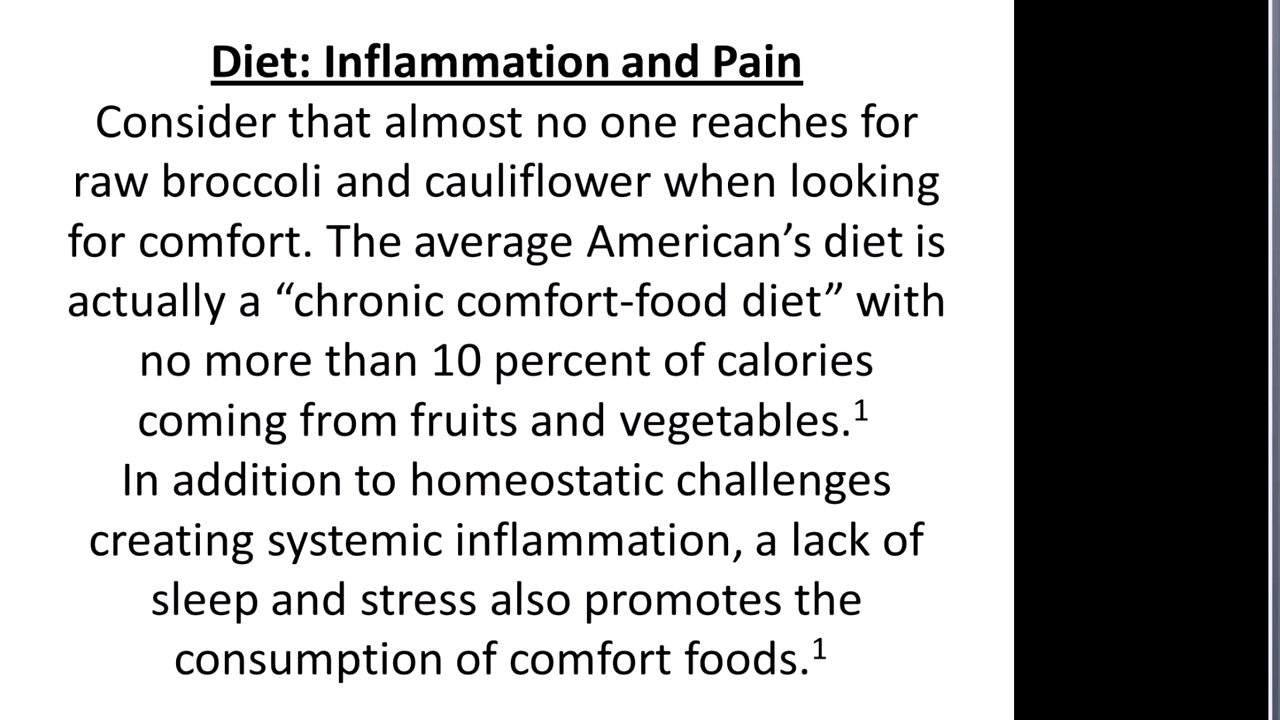 Diet: Inflammation and Pain
Consider that almost no one reaches for
raw broccoli and cauliflower when looking
for comfort. The average American’s diet is
actually a “chronic comfort-food diet” with
no more than 10 percent of calories
coming from fruits and vegetables.¹
In addition to homeostatic challenges
creating systemic inflammation, a lack of
sleep and stress also promotes the
consumption of comfort foods.¹